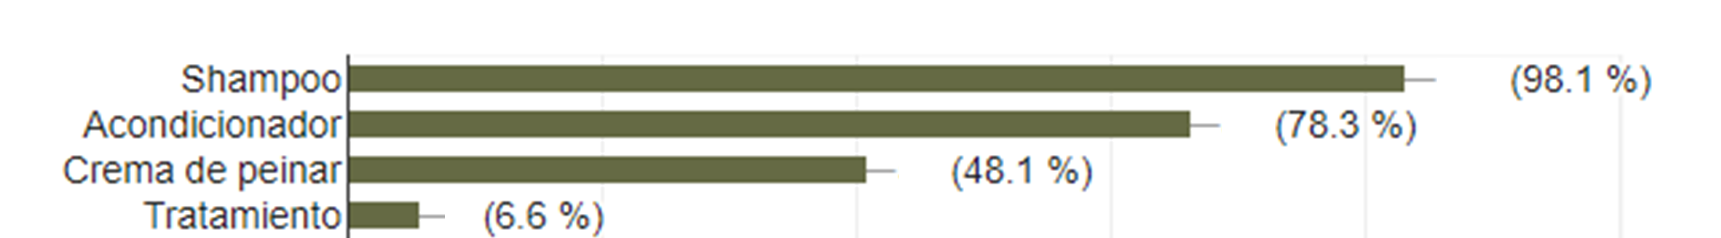 Shampoo (98.1 %)
Acondicionador (78.3 %)
Crema de peinar (48.1 %)
Tratamiento (6.6 %)